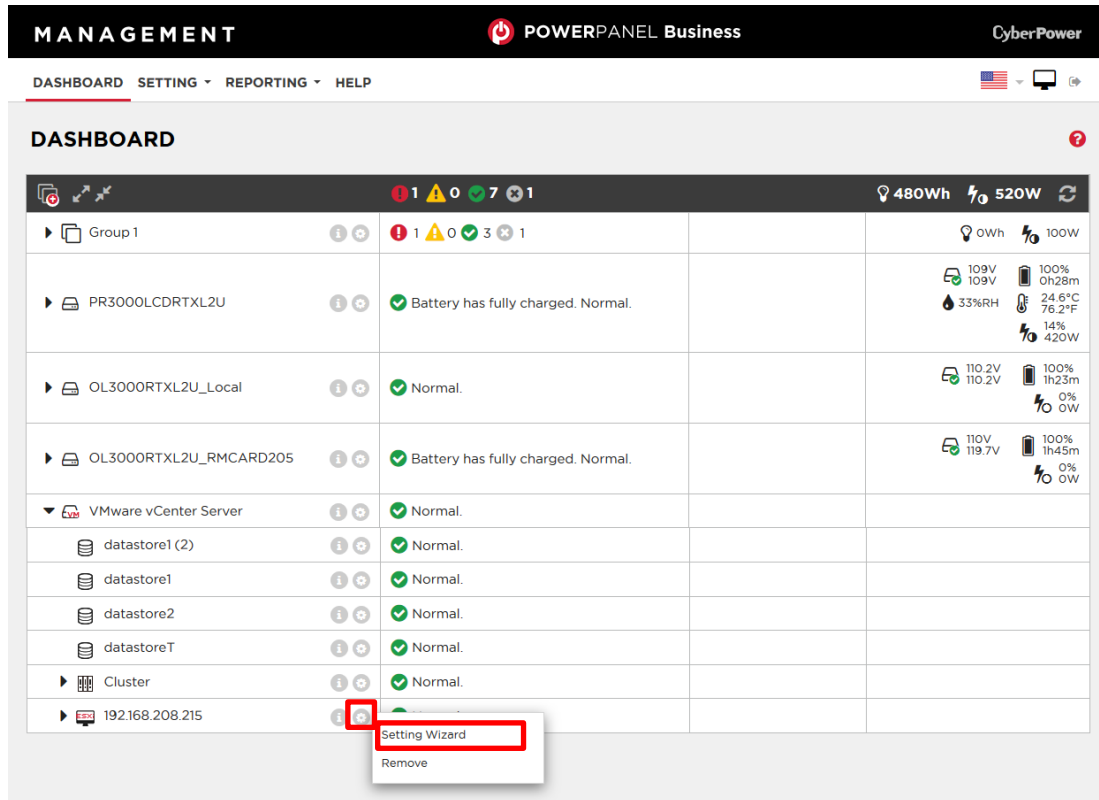 MANAGEMENT POWERPANEL Business CyberPower
DASHBOARD SETTING REPORTING HELP
DASHBOARD
1 0 7 1 480Wh 520W
Group 1 1 0 3 1 0Wh 100W
109V 100%
109V 0h28m
PR3000LCDRTXL2U Battery has fully charged. Normal. 33%RH 24.6°C
76.2°F
14%
420W
110.2V 100%
110.2V 1h23m
OL3000RTXL2U_Local Normal.
0%
0W
110V 100%
119.7V 1h45m
OL3000RTXL2U_RMCARD205 Battery has fully charged. Normal.
0%
0W
VM VMware vCenter Server Normal.
datastore1 (2) Normal.
datastore1 Normal.
datastore2 Normal.
datastoreT Normal.
Cluster Normal.
ESXi 192.168.208.215
Setting Wizard
Remove